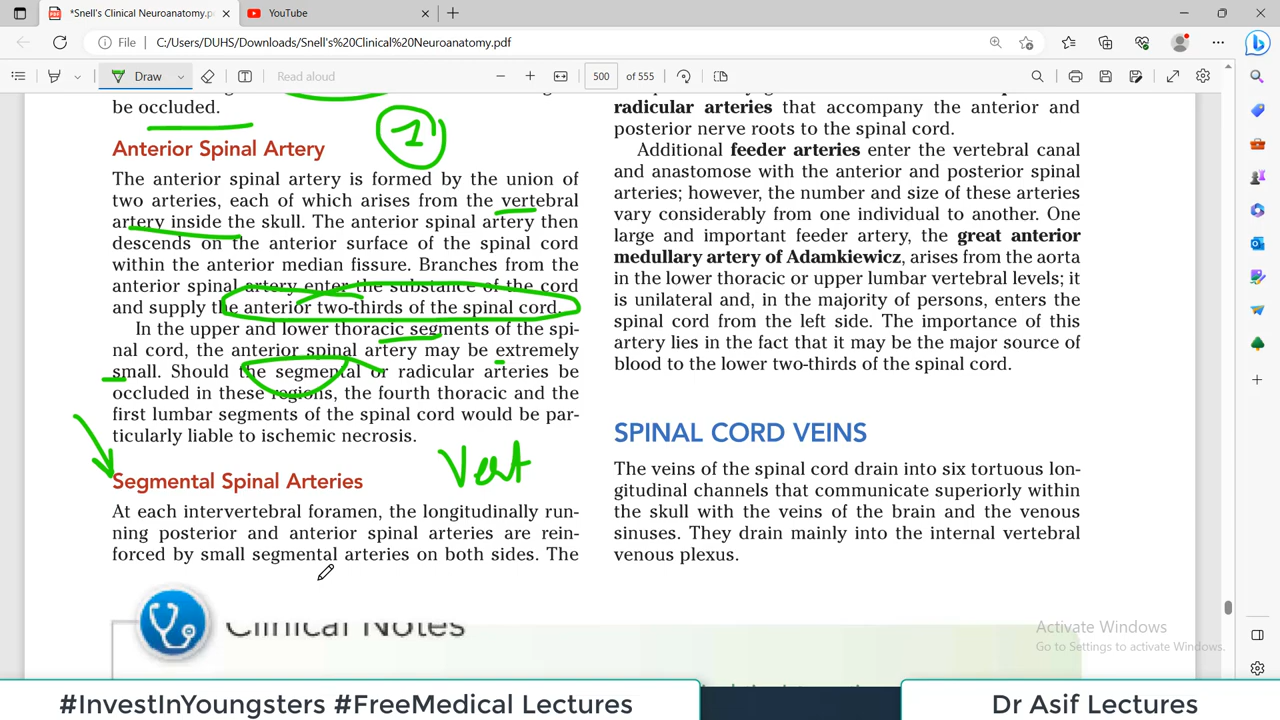 *Snell's Clinical Neuroanatomy.p
YouTube
File
C:/Users/DUHS/Downloads/Snell's%20Clinical%20Neuroanatomy.pdf
Draw
Read aloud
500
of 555
be occluded.
1
Anterior Spinal Artery
The anterior spinal artery is formed by the union of
two arteries, each of which arises from the vertebral
artery inside the skull. The anterior spinal artery then
descends on the anterior surface of the spinal cord
within the anterior median fissure. Branches from the
anterior spinal artery enter the substance of the cord
and supply the anterior two-thirds of the spinal cord.
In the upper and lower thoracic segments of the spi-
nal cord, the anterior spinal artery may be extremely
small. Should the segmental or radicular arteries be
occluded in these regions, the fourth thoracic and the
first lumbar segments of the spinal cord would be par-
ticularly liable to ischemic necrosis.
Vert
Segmental Spinal Arteries
At each intervertebral foramen, the longitudinally run-
ning posterior and anterior spinal arteries are rein-
forced by small segmental arteries on both sides. The
radicular arteries that accompany the anterior and
posterior nerve roots to the spinal cord.
Additional feeder arteries enter the vertebral canal
and anastomose with the anterior and posterior spinal
arteries; however, the number and size of these arteries
vary considerably from one individual to another. One
large and important feeder artery, the great anterior
medullary artery of Adamkiewicz, arises from the aorta
in the lower thoracic or upper lumbar vertebral levels; it
is unilateral and, in the majority of persons, enters the
spinal cord from the left side. The importance of this
artery lies in the fact that it may be the major source of
blood to the lower two-thirds of the spinal cord.
SPINAL CORD VEINS
The veins of the spinal cord drain into six tortuous lon-
gitudinal channels that communicate superiorly within
the skull with the veins of the brain and the venous
sinuses. They drain mainly into the internal vertebral
venous plexus.
Clinical Notes
Activate Windows
Go to Settings to activate Windows.
#InvestInYoungsters #FreeMedical Lectures
Dr Asif Lectures